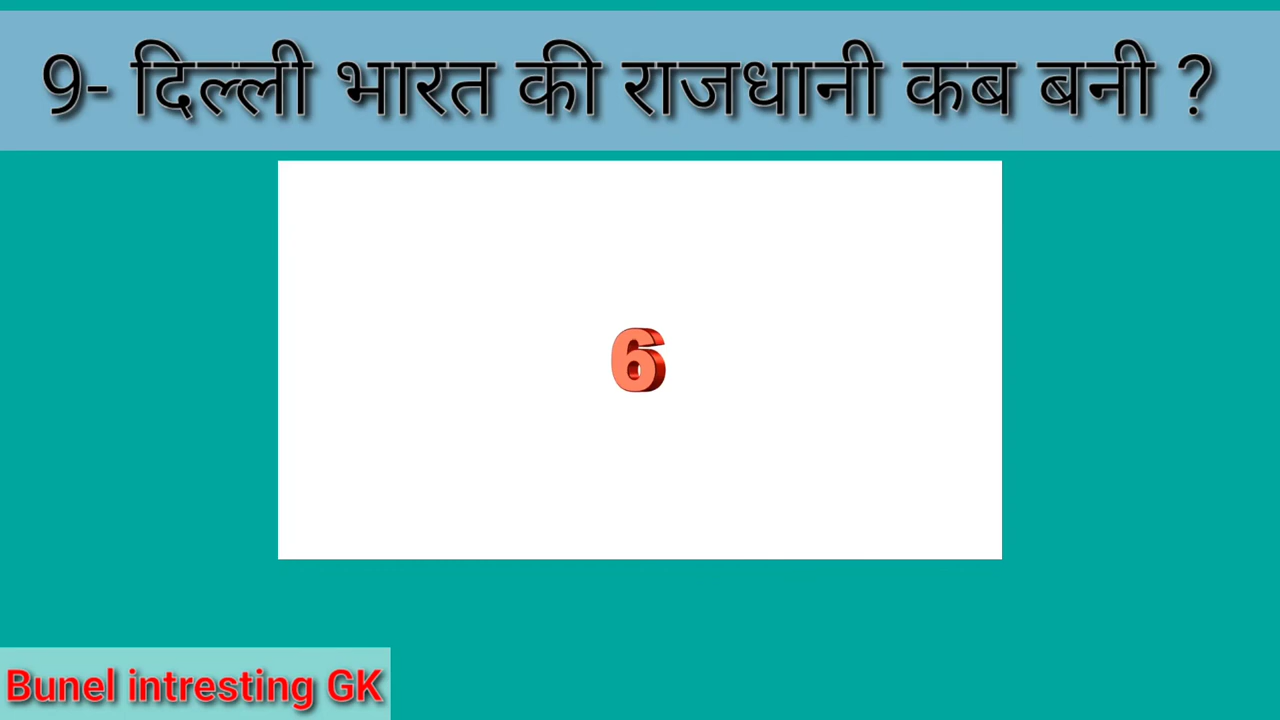 9- दिल्ली भारत की राजधानी कब बनी ?
6
Bunel intresting GK